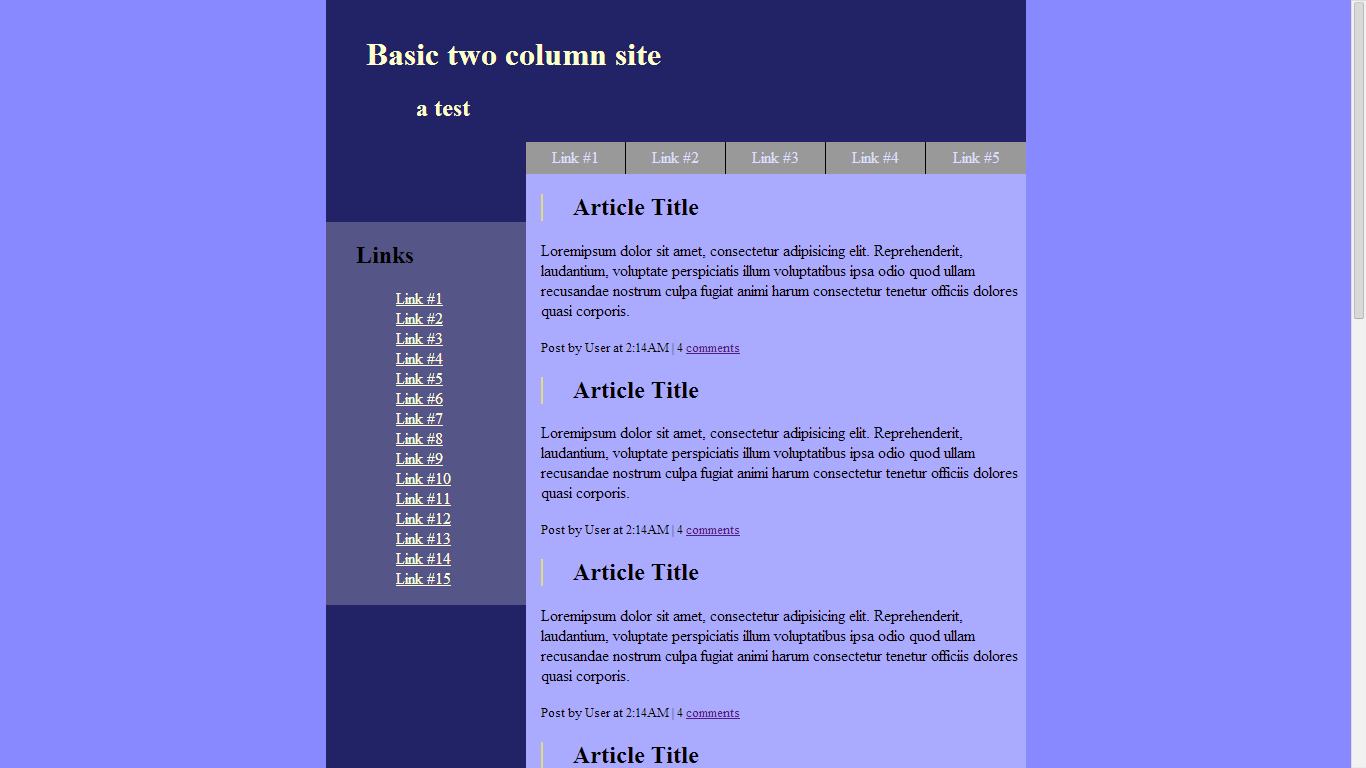 Basic two column site
a test
Link #1 Link #2 Link #3 Link #4 Link #5
Links
Link #1
Link #2
Link #3
Link #4
Link #5
Link #6
Link #7
Link #8
Link #9
Link #10
Link #11
Link #12
Link #13
Link #14
Link #15
Article Title
Loremipsum dolor sit amet, consectetur adipisicing elit. Reprehenderit,
laudantium, voluptate perspiciatis illum voluptatibus ipsa odio quod ullam
recusandae nostrum culpa fugiat animi harum consectetur tenetur officiis dolores
quasi corporis.
Post by User at 2:14AM | 4 comments
Article Title
Loremipsum dolor sit amet, consectetur adipisicing elit. Reprehenderit,
laudantium, voluptate perspiciatis illum voluptatibus ipsa odio quod ullam
recusandae nostrum culpa fugiat animi harum consectetur tenetur officiis dolores
quasi corporis.
Post by User at 2:14AM | 4 comments
Article Title
Loremipsum dolor sit amet, consectetur adipisicing elit. Reprehenderit,
laudantium, voluptate perspiciatis illum voluptatibus ipsa odio quod ullam
recusandae nostrum culpa fugiat animi harum consectetur tenetur officiis dolores
quasi corporis.
Post by User at 2:14AM | 4 comments
Article Title